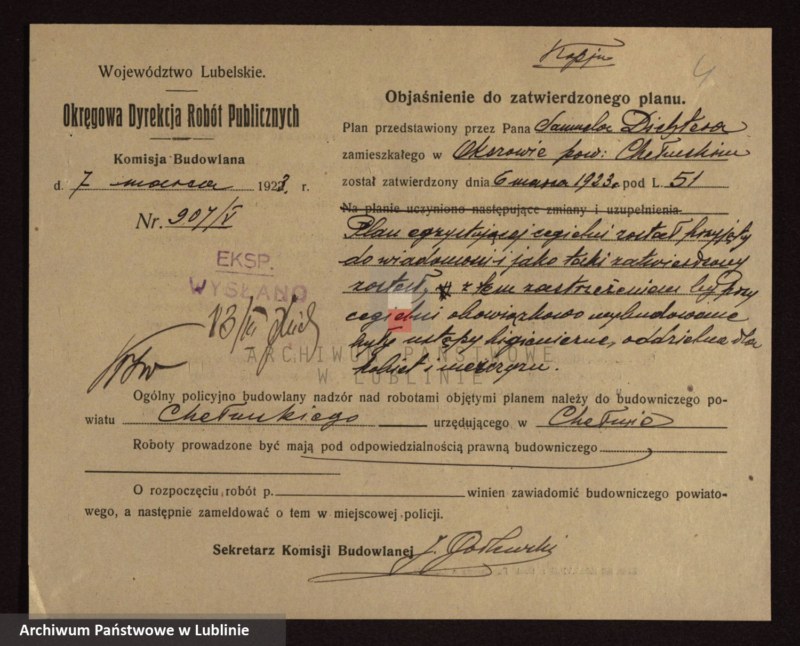 Kopja
4
Województwo Lubelskie.
Okręgowa Dyrekcja Robót Publicznych
Komisja Budowlana
d. 7 marca 1923. r.
Nr. 907/V
EKSP.
WYSŁANO
13/III
Objaśnienie do zatwierdzonego planu.
Plan przedstawiony przez Pana Samuela
zamieszkałego w pow: Chełmskim
został zatwierdzony dnia 6 marca 1923. pod L. 51
Na planie uczyniono następujące zmiany i uzupełnienia
Plan egzystującej cegielni został przyjęty
do wiadomości i jako taki zatwierdzony
został, z tem zastrzeżeniem by przy
cegielni obowiązkowo wybudowane
były ustępy higieniczne, oddzielna dla
kobiet i mężczyzn.
ARCHIWUM PAŃSTWOWE
W LUBLINIE
Ogólny policyjno budowlany nadzór nad robotami objętymi planem należy do budowniczego po-
wiatu Chełmskiego urzędującego w Chełmie
Roboty prowadzone być mają pod odpowiedzialnością prawną budowniczego
O rozpoczęciu robót p. winien zawiadomić budowniczego powiato-
wego, a następnie zameldować o tem w miejscowej policji.
Sekretarz Komisji Budowlanej
Archiwum Państwowe w Lublinie